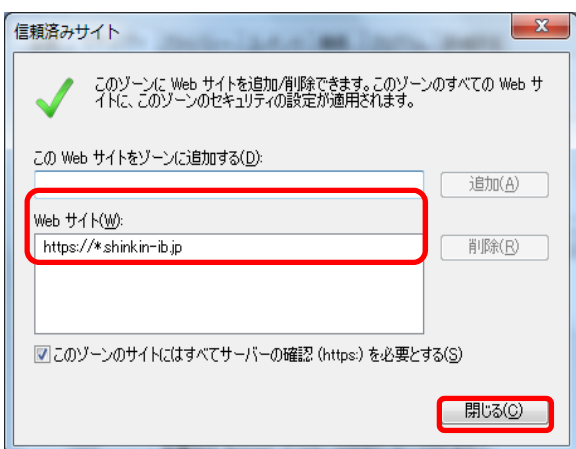 信頼済みサイト
このゾーンに Web サイトを追加/削除できます。このゾーンのすべての Web サ
イトに、このゾーンのセキュリティの設定が適用されます。
この Web サイトをゾーンに追加する(D):
追加(A)
Web サイト(W):
https://*.shinkin-ib.jp
削除(R)
このゾーンのサイトにはすべてサーバーの確認 (https:) を必要とする(S)
閉じる(C)